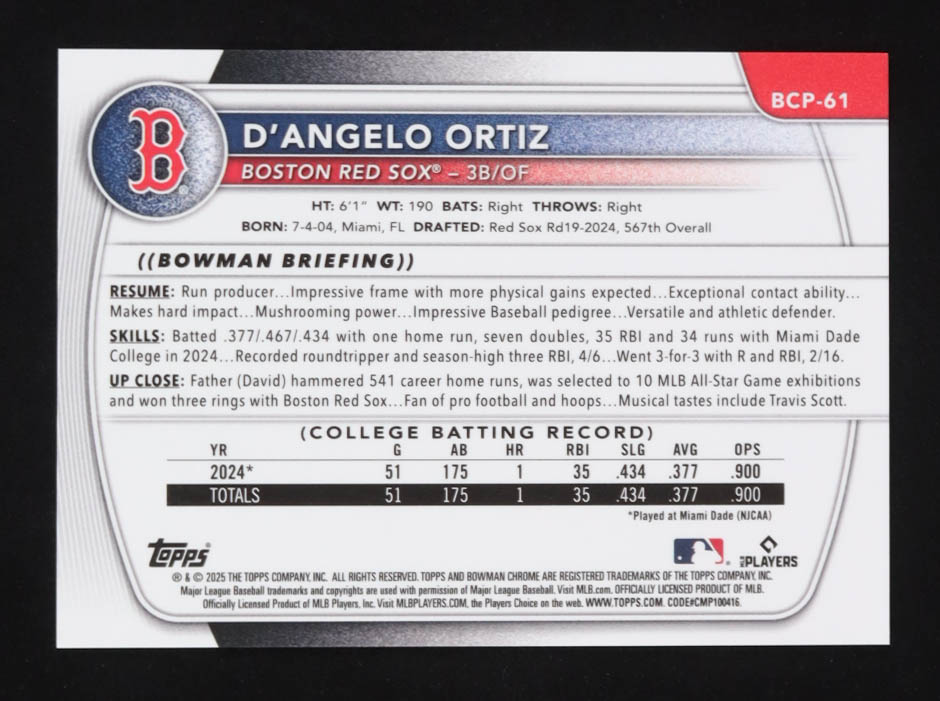 BCP-61
B
D'ANGELO ORTIZ
BOSTON RED SOX® – 3B/OF
HT: 6'1" WT: 190 BATS: Right THROWS: Right
BORN: 7-4-04, Miami, FL DRAFTED: Red Sox Rd19-2024, 567th Overall
((BOWMAN BRIEFING))
RESUME: Run producer...Impressive frame with more physical gains expected...Exceptional contact ability...
Makes hard impact...Mushrooming power...Impressive Baseball pedigree...Versatile and athletic defender.
SKILLS: Batted .377/.467/.434 with one home run, seven doubles, 35 RBI and 34 runs with Miami Dade
College in 2024...Recorded roundtripper and season-high three RBI, 4/6...Went 3-for-3 with R and RBI, 2/16.
UP CLOSE: Father (David) hammered 541 career home runs, was selected to 10 MLB All-Star Game exhibitions
and won three rings with Boston Red Sox...Fan of pro football and hoops...Musical tastes include Travis Scott.
(COLLEGE BATTING RECORD)
YR G AB HR RBI SLG AVG OPS
2024* 51 175 1 35 .434 .377 .900
TOTALS 51 175 1 35 .434 .377 .900
*Played at Miami Dade (NJCAA)
TOPPS®
MLB PLAYERS
® & © 2025 THE TOPPS COMPANY, INC. ALL RIGHTS RESERVED. TOPPS AND BOWMAN CHROME ARE REGISTERED TRADEMARKS OF THE TOPPS COMPANY, INC.
Major League Baseball trademarks and copyrights are used with permission of Major League Baseball. Visit MLB.com. OFFICIALLY LICENSED PRODUCT OF MLB.
Officially Licensed Product of MLB Players, Inc. Visit MLBPLAYERS.COM, the Players Choice on the web. WWW.TOPPS.COM. CODE#CMP100416.